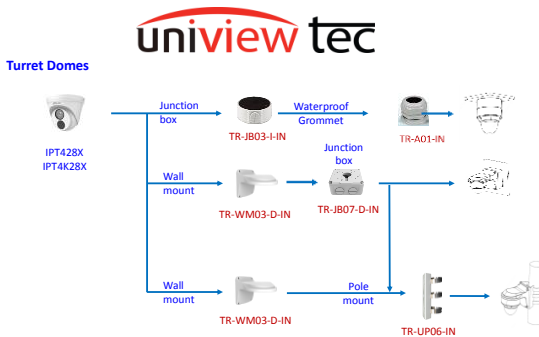 uniview tec
Turret Domes
IPT428X
IPT4K28X
Junction
box
TR-JB03-I-IN
Waterproof
Grommet
TR-A01-IN
Wall
mount
TR-WM03-D-IN
Junction
box
TR-JB07-D-IN
Wall
mount
TR-WM03-D-IN
Pole
mount
TR-UP06-IN